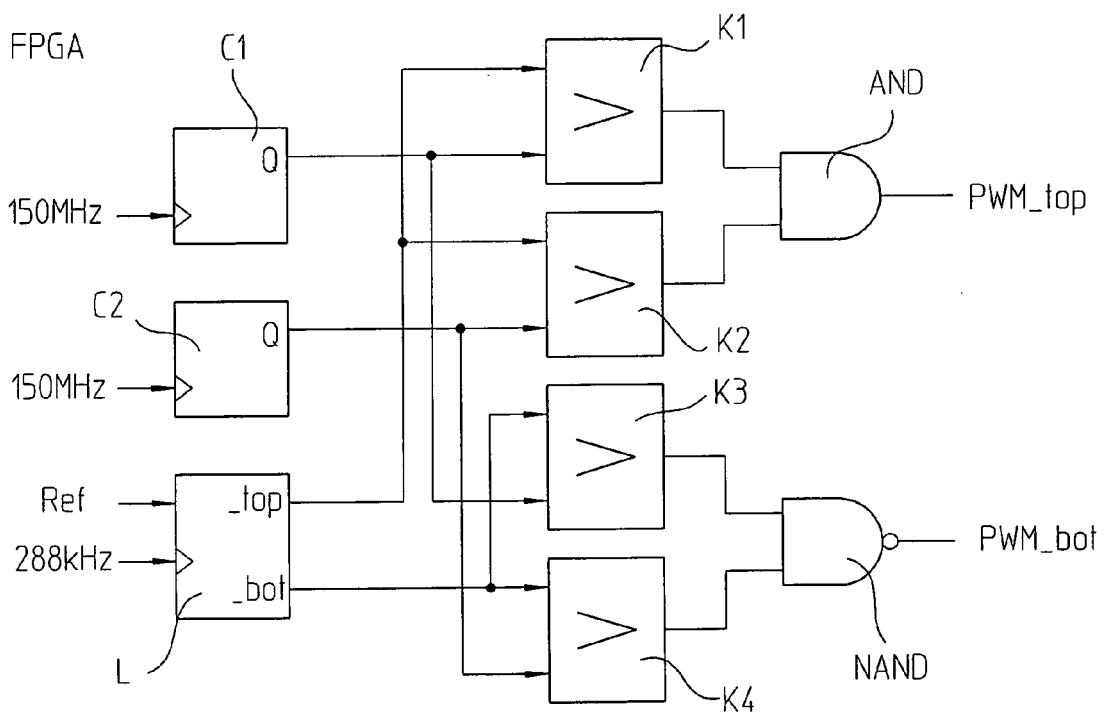 FPGA
C1
K1
AND
Q
>
150MHz
PWM_top
C2
Q
>
K2
150MHz
K3
Ref
_top
>
288kHz
PWM_bot
_bot
>
L
NAND
K4